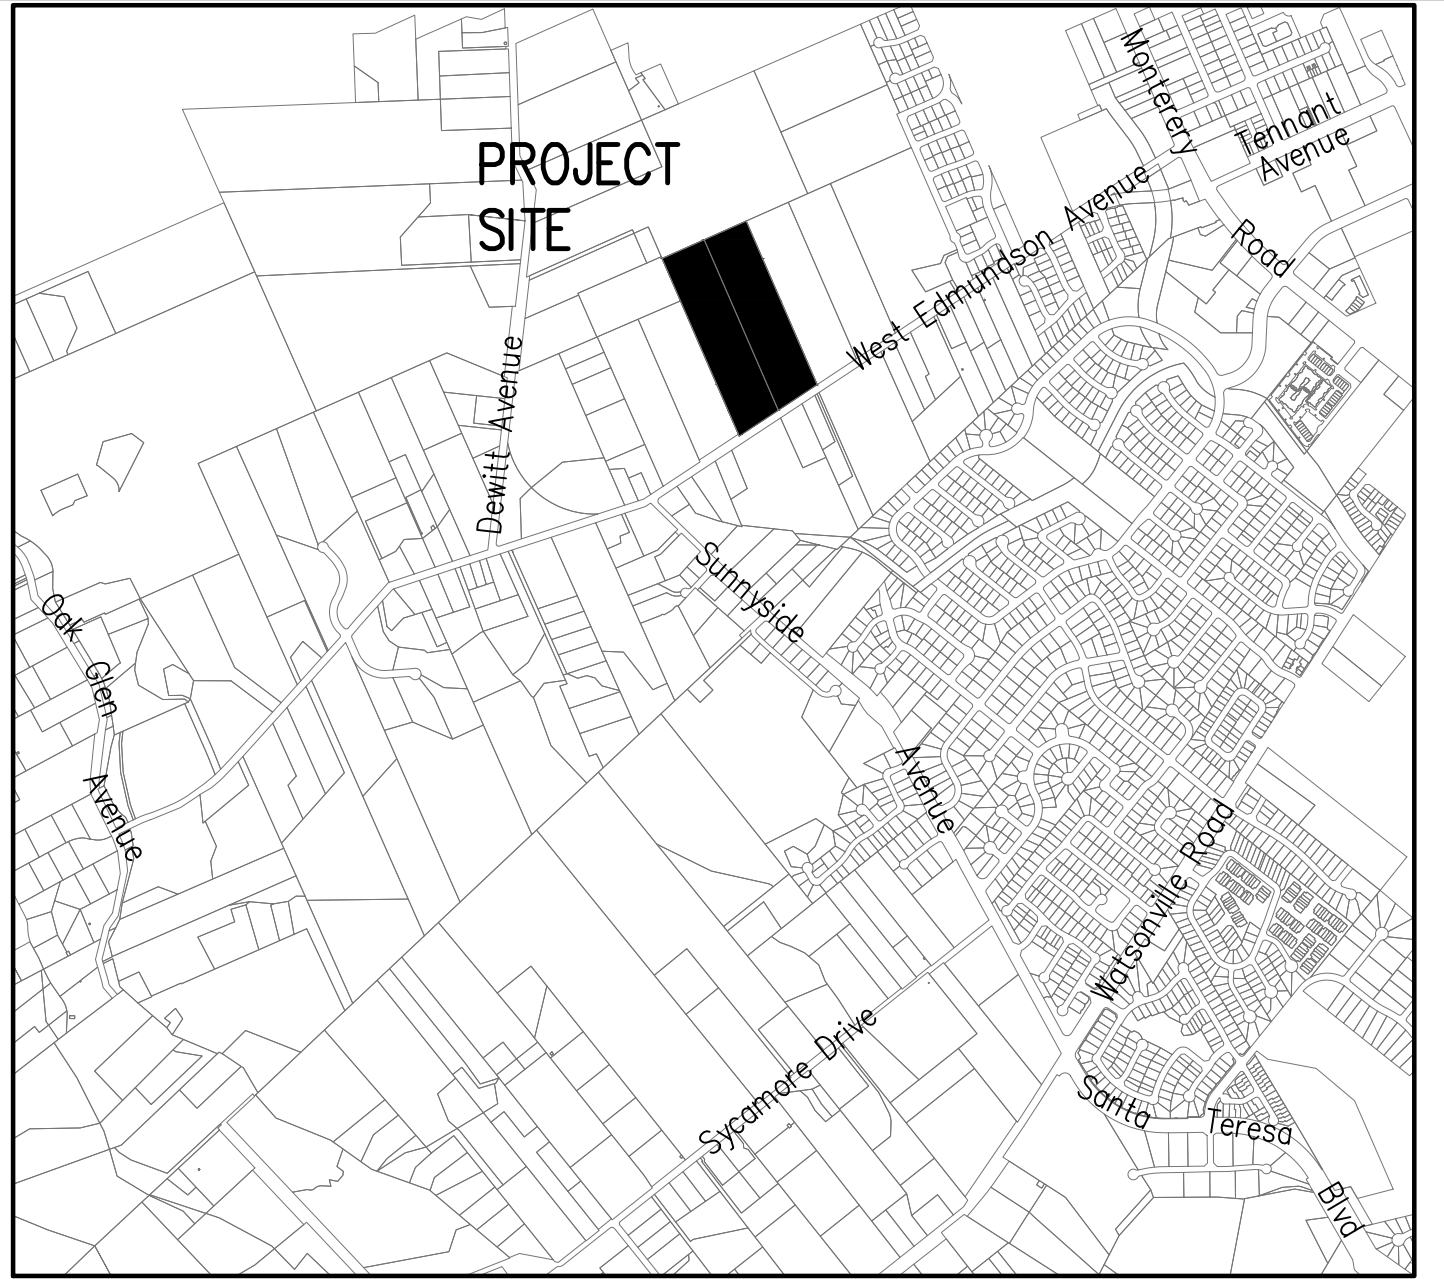 Monterery
Road
Tennant
Avenue
PROJECT
SITE
West Edmundson Avenue
Dewitt Avenue
Sunnyside
Avenue
Oak Glen
Avenue
Watsonville Road
Sycamore Drive
Santa Teresa
Blvd